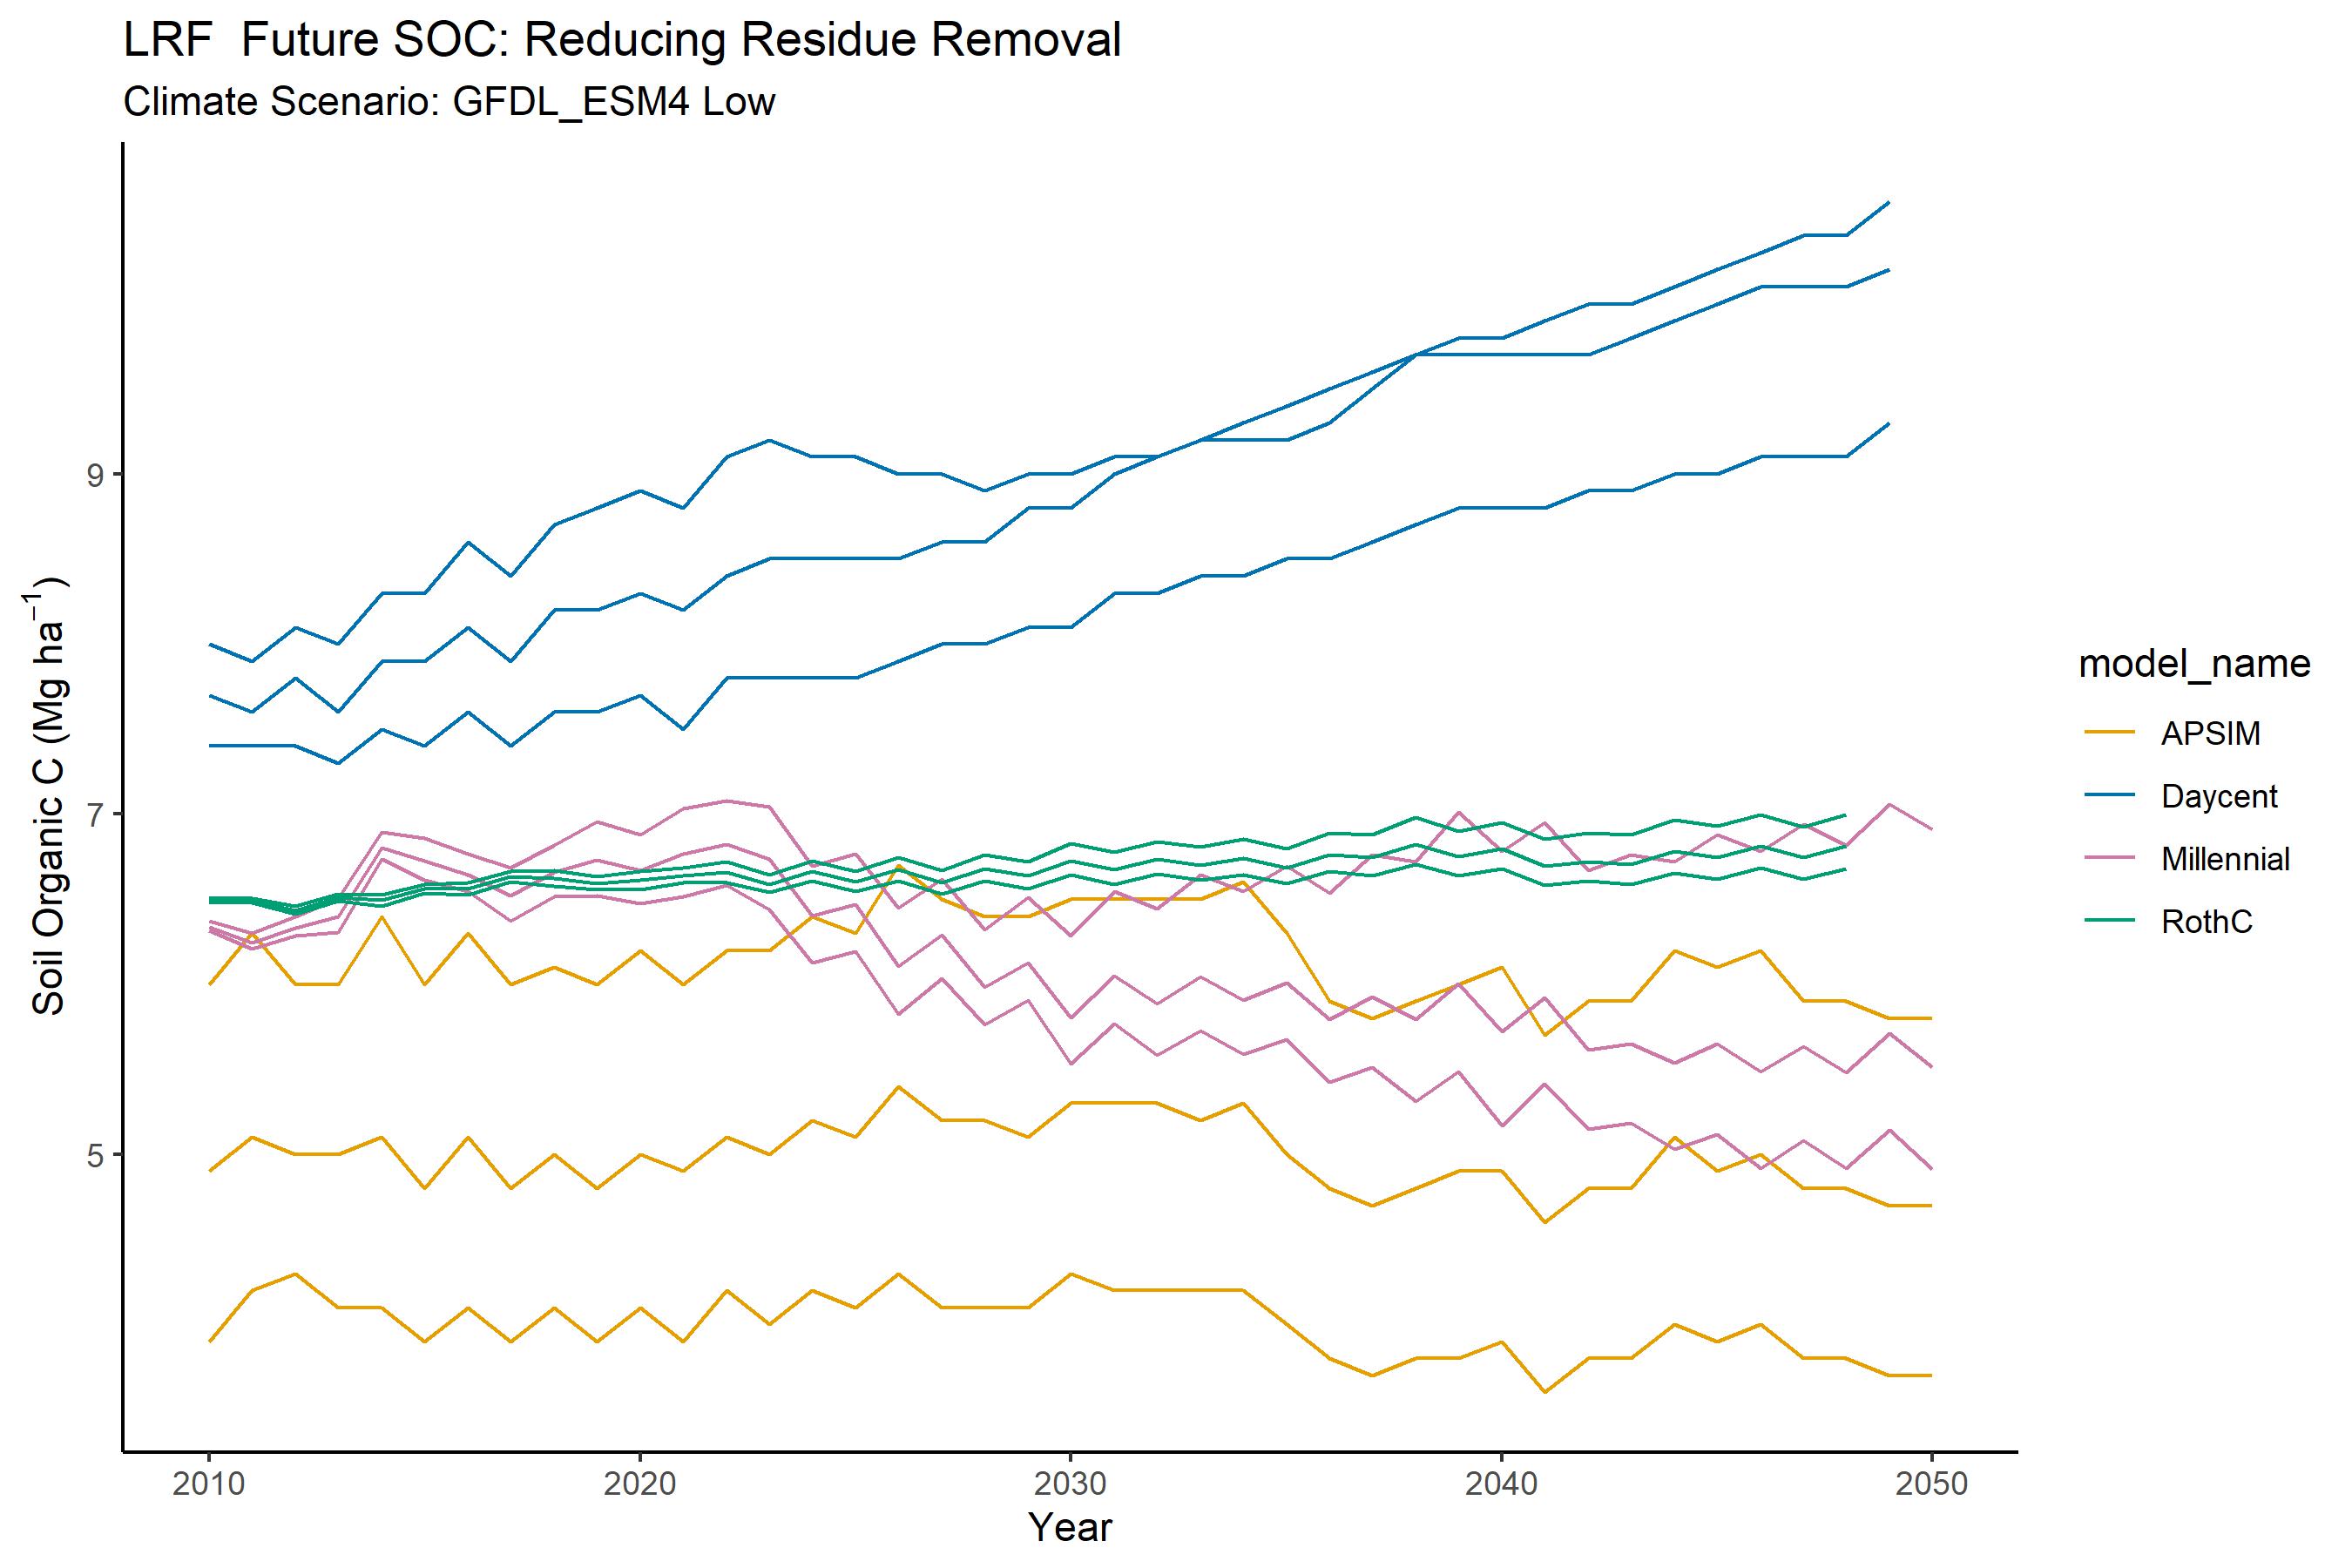 LRF  Future SOC: Reducing Residue Removal
Climate Scenario: GFDL_ESM4 Low
Soil Organic C (Mg ha⁻¹)
9
7
5
2010
2020
2030
2040
2050
Year
model_name
APSIM
Daycent
Millennial
RothC